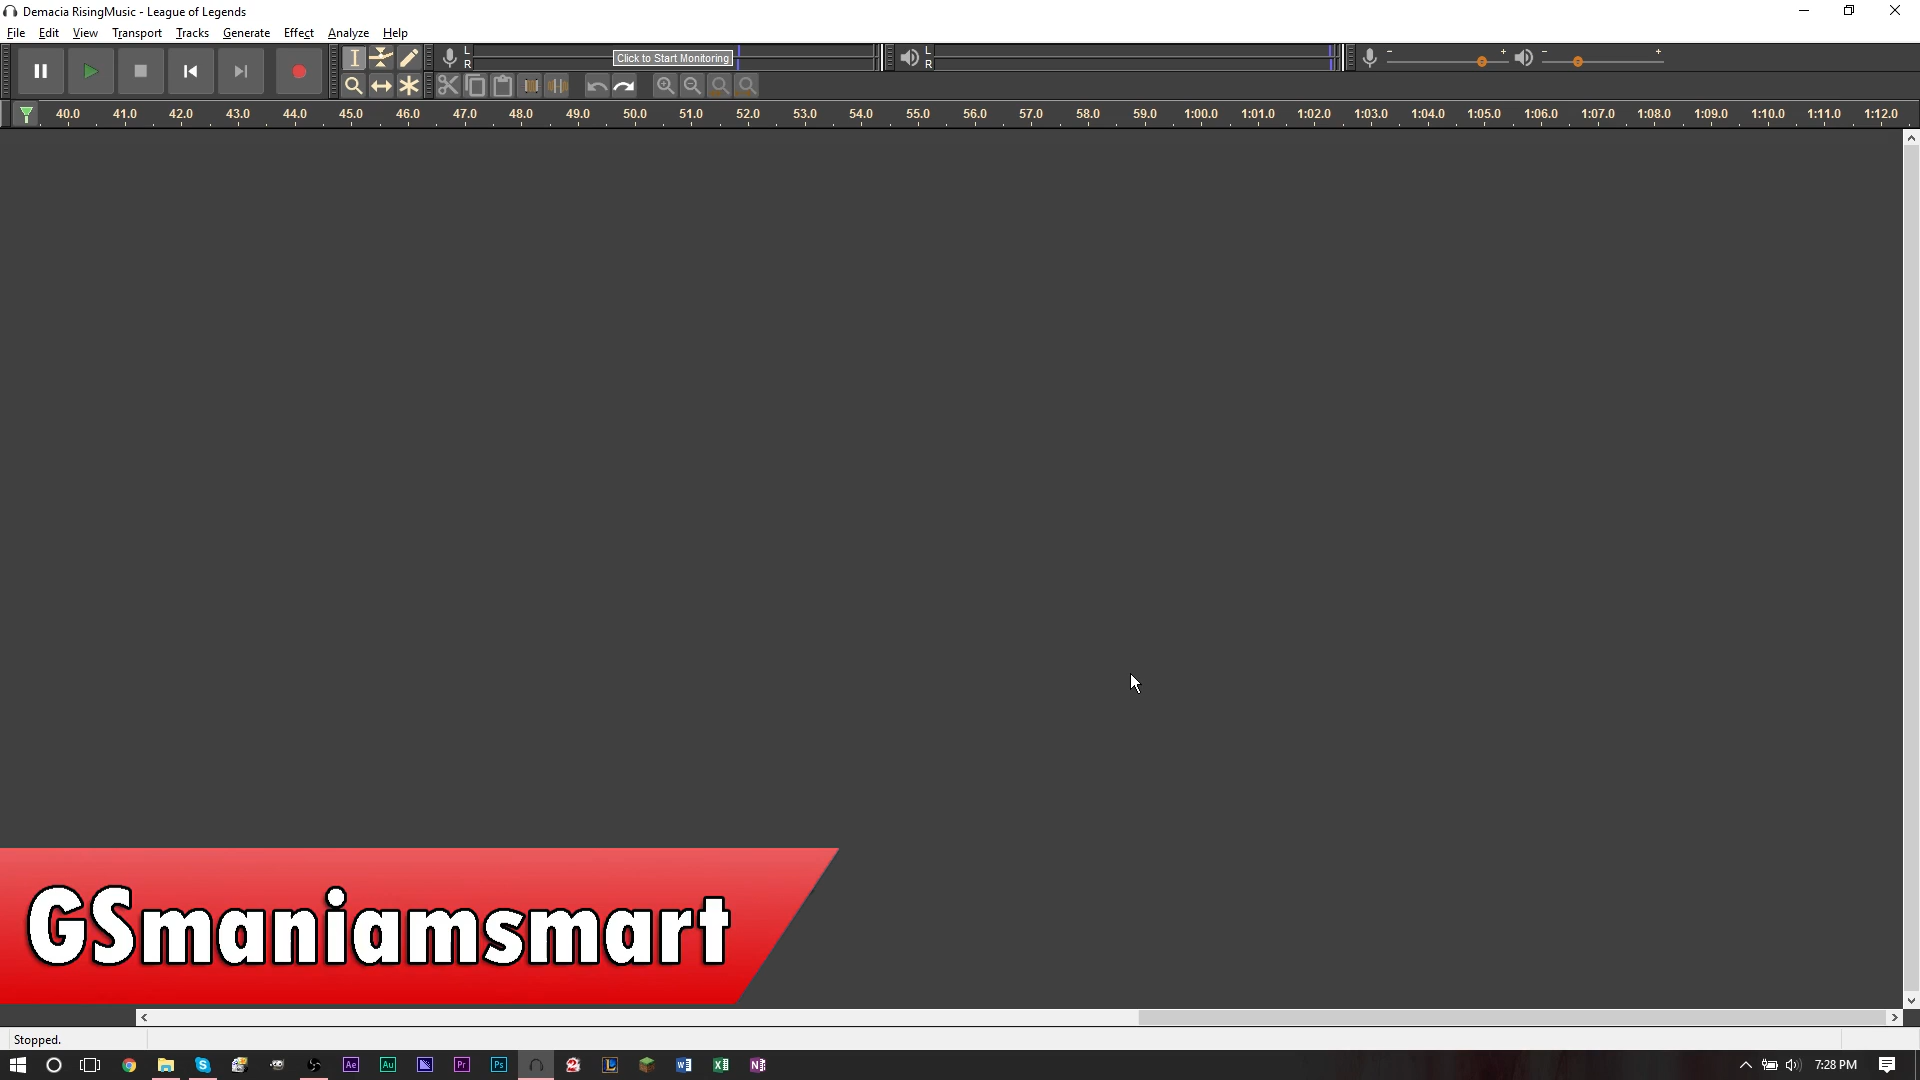 Demacia RisingMusic - League of Legends
File Edit View Transport Tracks Generate Effect Analyze Help
L
R
Click to Start Monitoring
L
R
- +
- +
40.0 41.0 42.0 43.0 44.0 45.0 46.0 47.0 48.0 49.0 50.0 51.0 52.0 53.0 54.0 55.0 56.0 57.0 58.0 59.0 1:00.0 1:01.0 1:02.0 1:03.0 1:04.0 1:05.0 1:06.0 1:07.0 1:08.0 1:09.0 1:10.0 1:11.0 1:12.0
GSmaniamsmart
Stopped.
Ae Au Pr Ps L W X N 7:28 PM